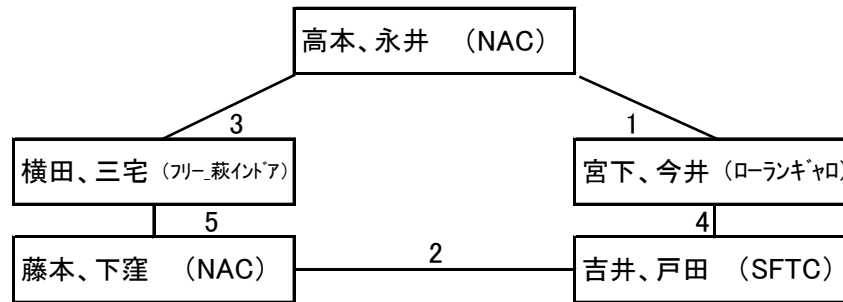 高本、永井　（NAC）
3
1
横田、三宅（ﾌﾘｰ_萩ｲﾝﾄﾞｱ）
宮下、今井（ﾛｰﾗﾝｷﾞｬﾛ）
5
4
藤本、下窪　（NAC）
2
吉井、戸田　（SFTC）